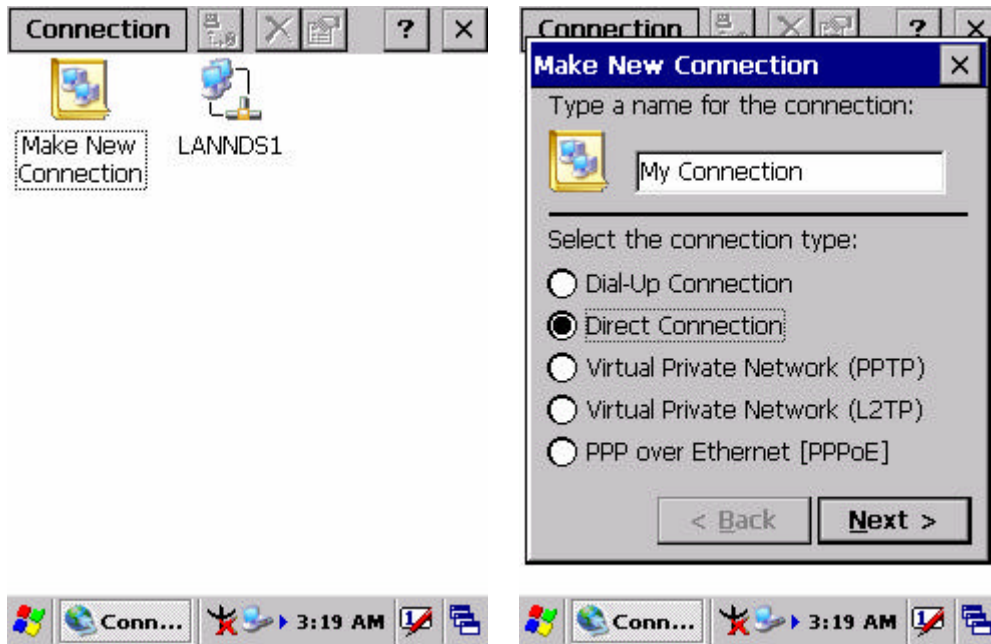 Connection ? ×
Make New
Connection
LANNDS1
Conn... 3:19 AM
Connection ? ×
Make New Connection ×
Type a name for the connection:
My Connection
Select the connection type:
Dial-Up Connection
Direct Connection
Virtual Private Network (PPTP)
Virtual Private Network (L2TP)
PPP over Ethernet [PPPoE]
< Back Next >
Conn... 3:19 AM